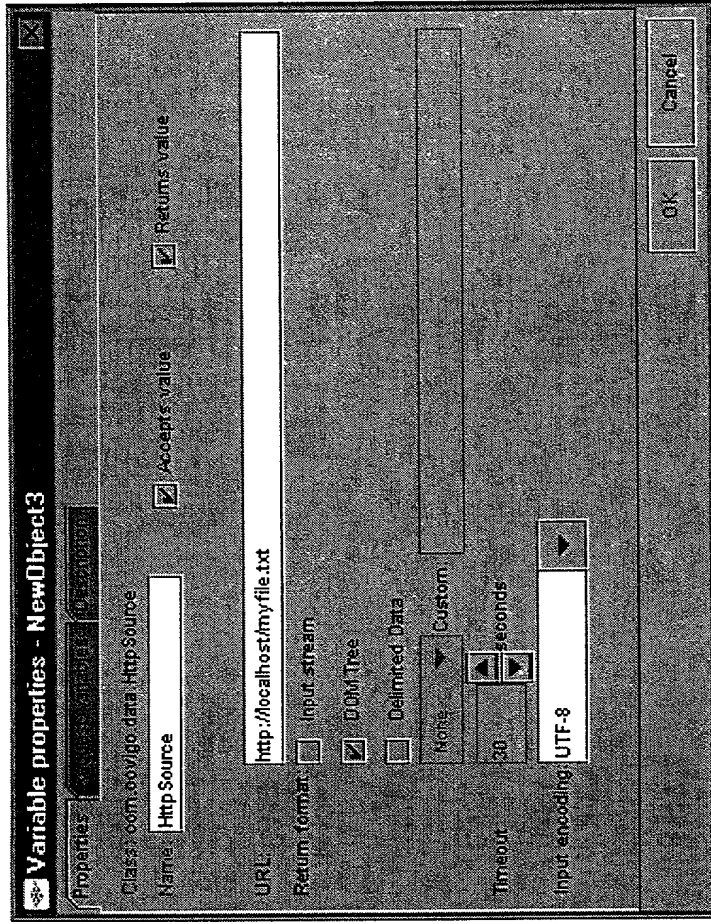 Variable properties - NewObject3
Properties Description
Class: com.covigo.data.HttpSource
Name: HttpSource Accepts value Returns value
URL: http://localhost/myfile.txt
Return format: Input stream
DOM Tree
Delimited Data
None Custom
Timeout 30 seconds
Input encoding: UTF-8
OK Cancel